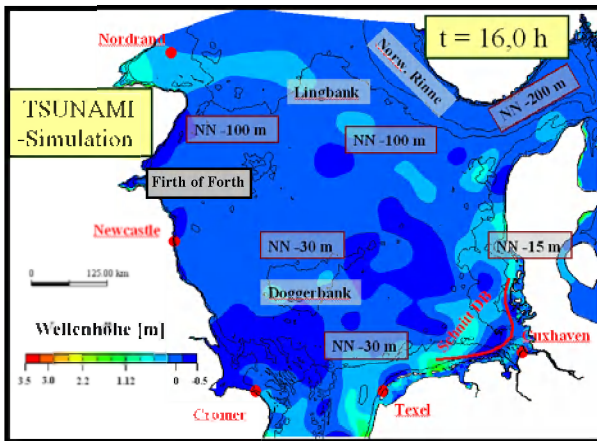 Nordrand
t = 16,0 h
Norw. Rinne
Lingbank
NN -200 m
TSUNAMI
-Simulation
NN -100 m
NN -100 m
Firth of Forth
Newcastle
NN -30 m
NN -15 m
0 125.00 km
Doggerbank
Schnitt DB
Wellenhöhe [m]
NN -30 m
Cuxhaven
3.5 3.0 2.2 1.12 0 -0.5
Cromer
Texel